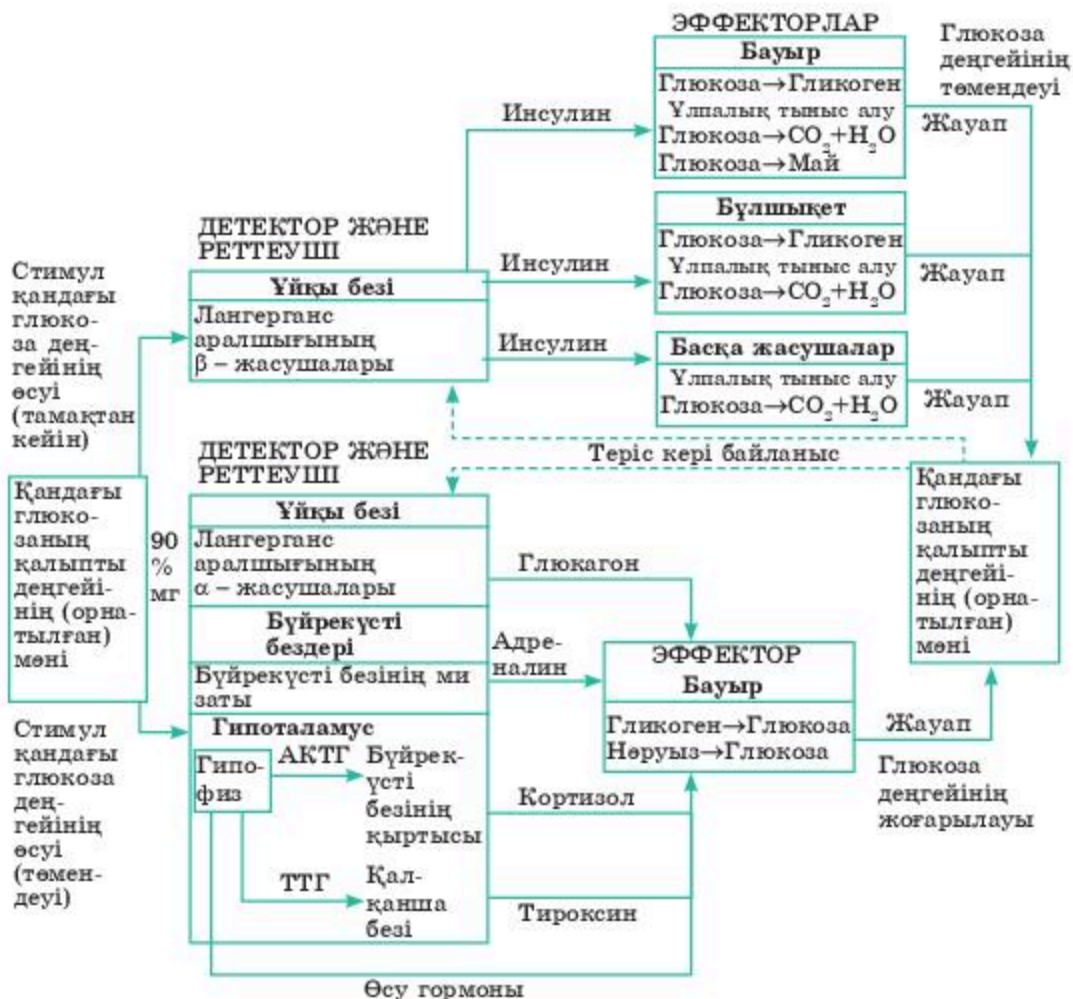 ЭФФЕКТОРЛАР
Бауыр
Глюкоза→Гликоген
Ұлпалық тыныс алу
Глюкоза→CO₂+H₂O
Глюкоза→Май
Глюкоза
деңгейінің
төмендеуі
Инсулин
Жауап
Бұлшықет
Глюкоза→Гликоген
Ұлпалық тыныс алу
Глюкоза→CO₂+H₂O
Инсулин
Жауап
Басқа жасушалар
Ұлпалық тыныс алу
Глюкоза→CO₂+H₂O
Инсулин
Жауап
ДЕТЕКТОР ЖӘНЕ
РЕТТЕУШІ
Ұйқы безі
Лангерганс
аралшығының
β – жасушалары
Стимул
қандағы
глюко-
за дең-
гейінің
өсуі
(тамақтан
кейін)
Теріс кері байланыс
ДЕТЕКТОР ЖӘНЕ
РЕТТЕУШІ
Ұйқы безі
Лангерганс
аралшығының
α – жасушалары
Бүйрекүсті
бездері
Бүйрекүсті безінің ми
заты
Гипоталамус
Гипо-
физ
АКТГ
Бүйрек-
үсті
безінің
қыртысы
ТТГ
Қал-
қанша
безі
Қандағы
глюко-
заның
қалыпты
деңгейі-
нің (орна-
тылған)
мәні
90
%
мг
Стимул
қандағы
глюкоза
дең-
гейінің
өсуі
(төмен-
деуі)
Глюкагон
Адре-
налин
Кортизол
Тироксин
Өсу гормоны
ЭФФЕКТОР
Бауыр
Гликоген→Глюкоза
Нәруыз→Глюкоза
Жауап
Глюкоза
деңгейінің
жоғарылауы
Қандағы
глюко-
заның
қалыпты
деңгейі-
нің (орна-
тылған)
мәні